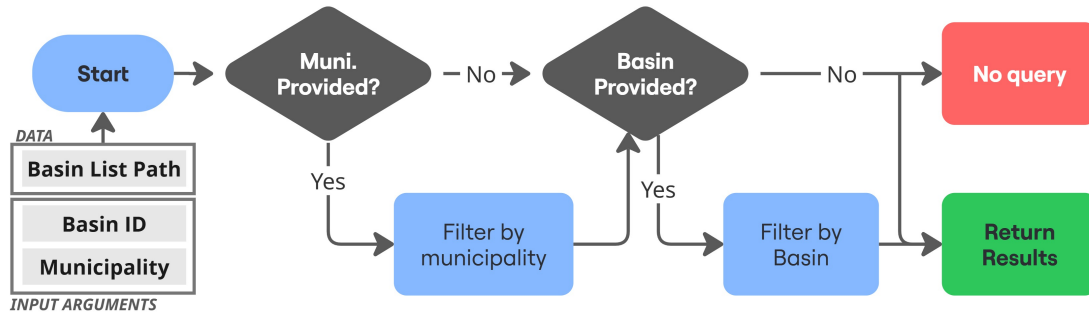 Start
Muni.
Provided?
No
Basin
Provided?
No
No query
DATA
Basin List Path
Basin ID
Municipality
INPUT ARGUMENTS
Yes
Filter by
municipality
Yes
Filter by
Basin
Return
Results